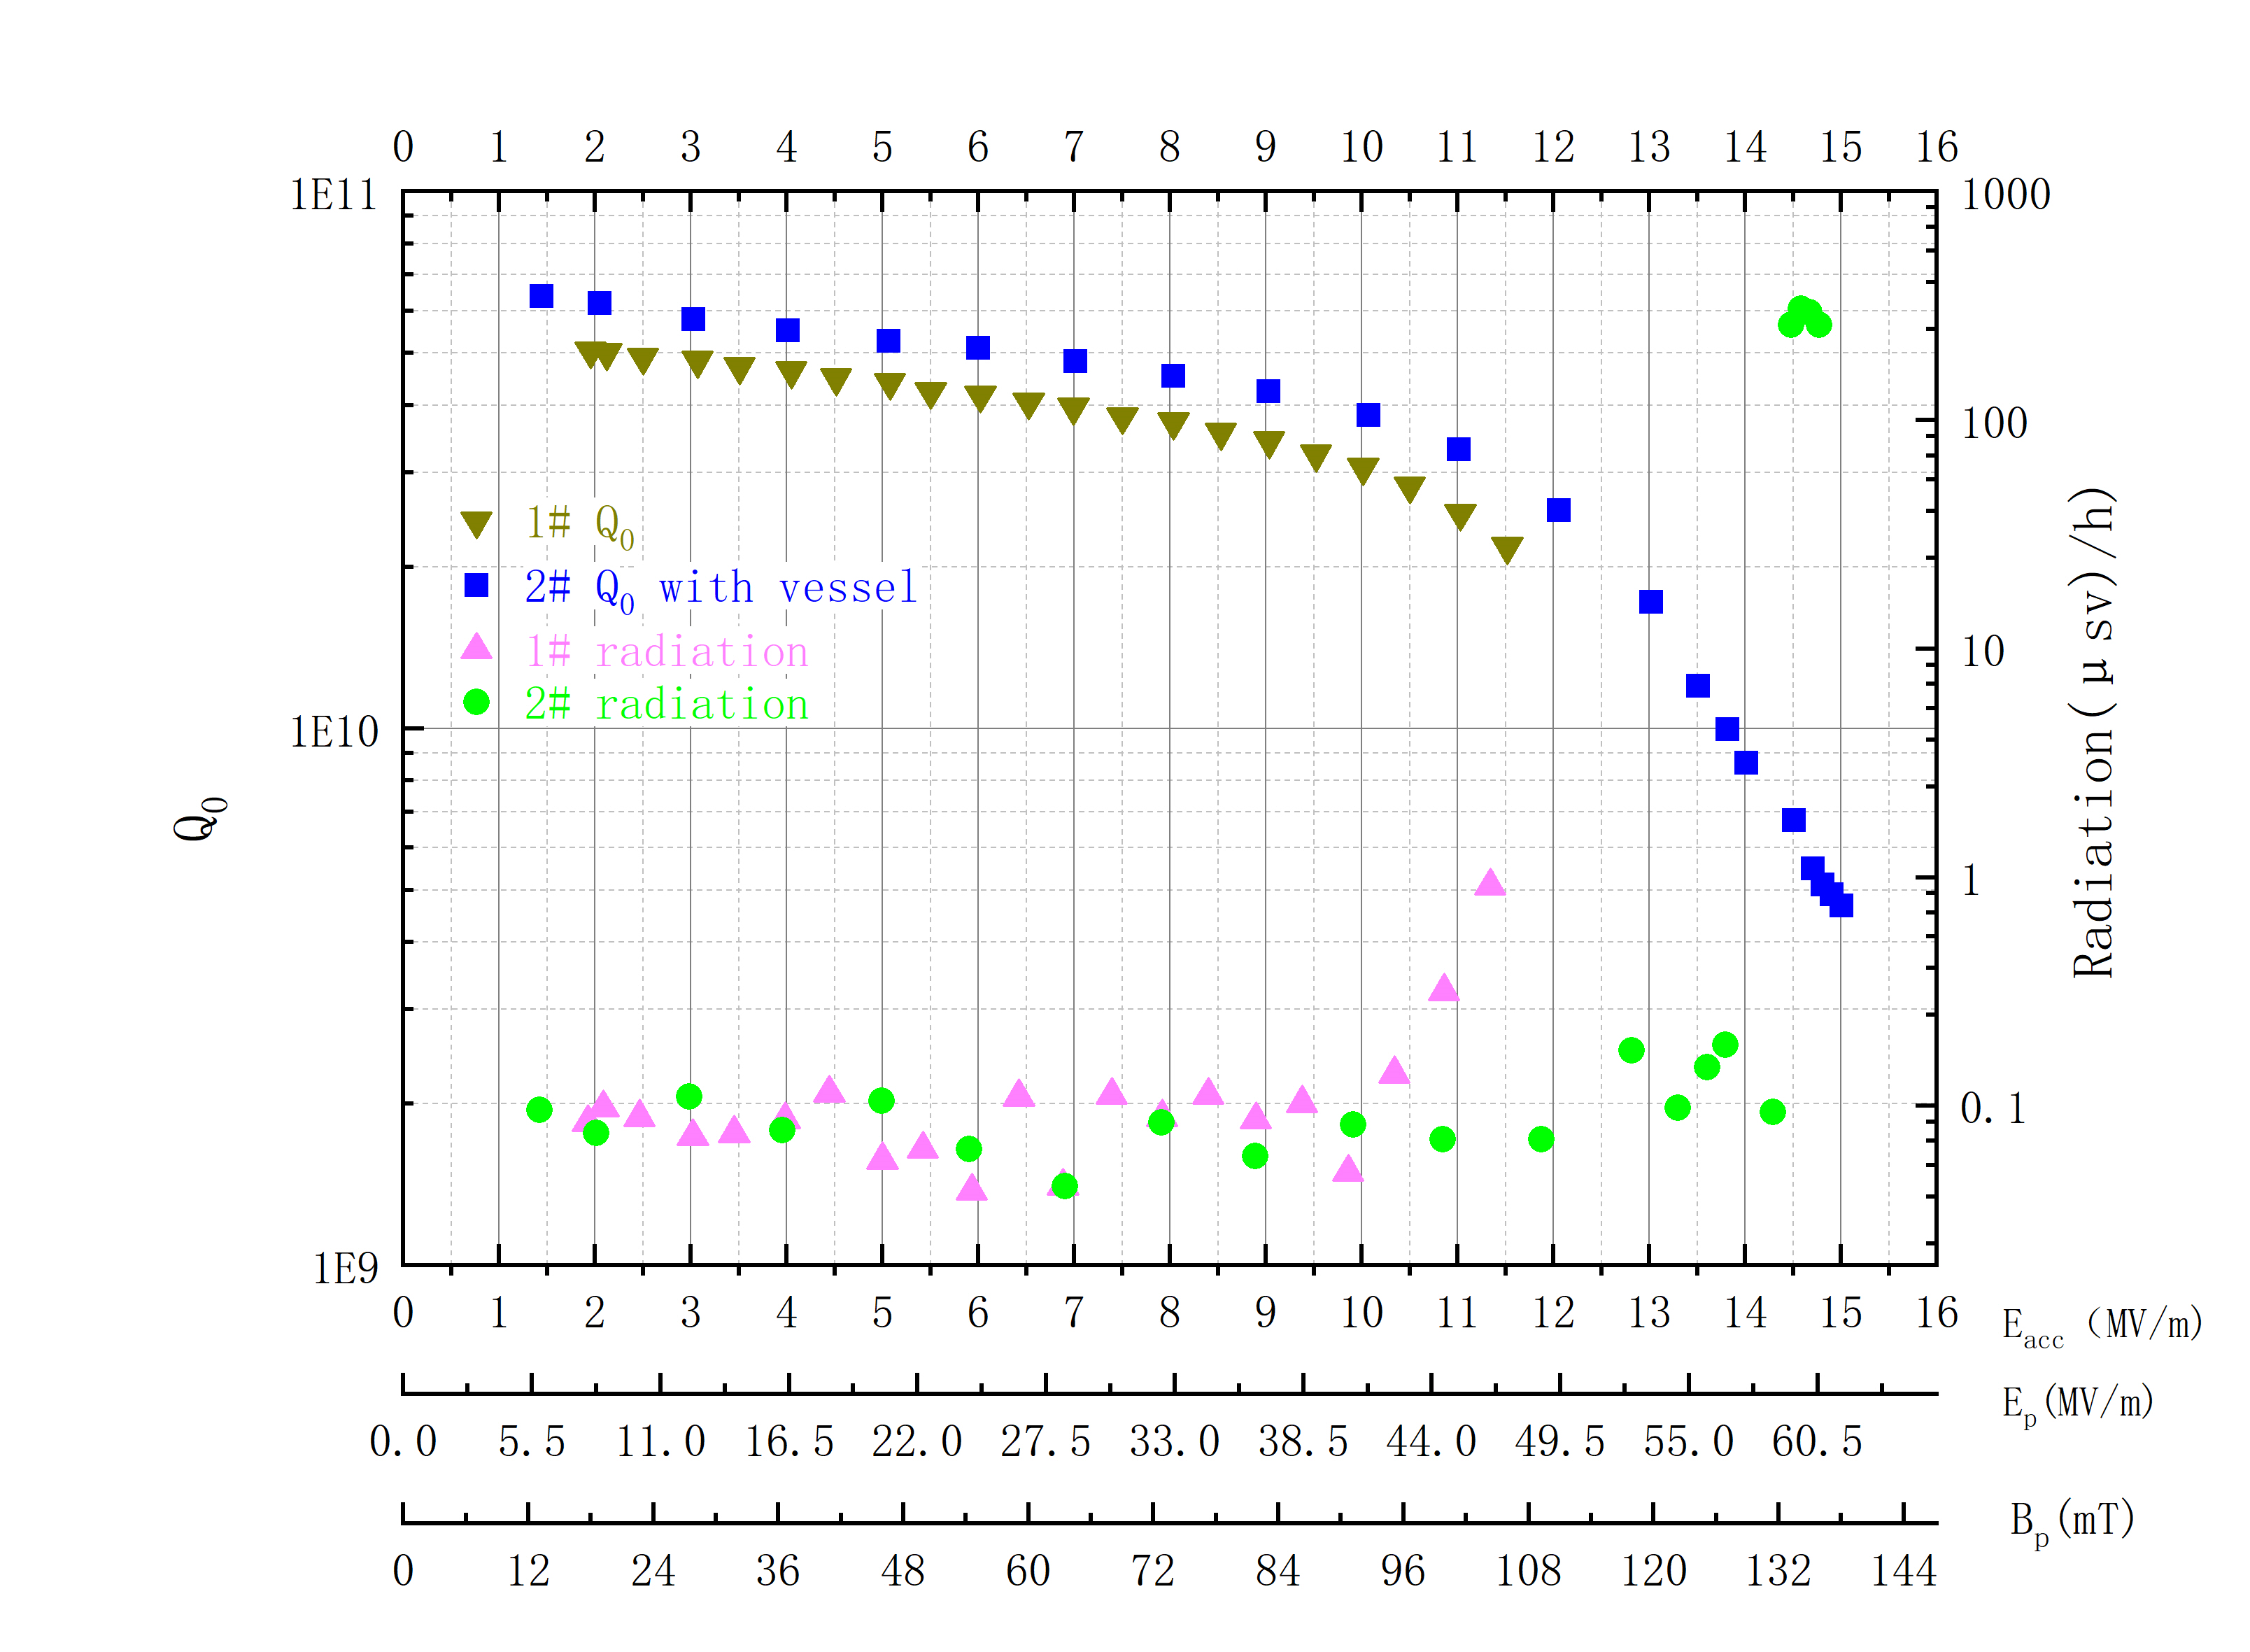 0 1 2 3 4 5 6 7 8 9 10 11 12 13 14 15 16
1E11
1000
100
1# Q0
2# Q0 with vessel
1# radiation
10
2# radiation
1E10
Q0
Radiation(μsv)/h)
1
0.1
1E9
0 1 2 3 4 5 6 7 8 9 10 11 12 13 14 15 16
Eacc（MV/m)
Ep(MV/m)
0.0 5.5 11.0 16.5 22.0 27.5 33.0 38.5 44.0 49.5 55.0 60.5
Bp(mT)
0 12 24 36 48 60 72 84 96 108 120 132 144